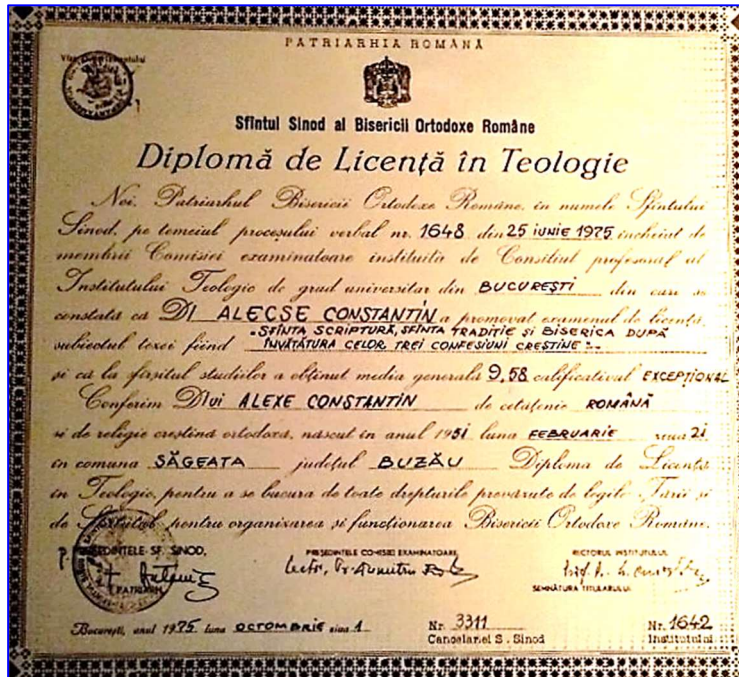 PATRIARHIA ROMÂNĂ
Sfîntul Sinod al Bisericii Ortodoxe Române
Diplomă de Licență în Teologie
Noi, Patriarhul Bisericii Ortodoxe Române, în numele Sfîntului
Sinod, pe temeiul procesului verbal nr. 1648 din 25 IUNIE 1975 încheiat de
membrii Comisiei examinatoare instituită de Consiliul profesoral al
Institutului Teologic de grad universitar din BUCUREȘTI din care se
constată că Dl ALECSE CONSTANTIN a promovat examenul de licență,
"SFÎNTA SCRIPTURĂ, SFÎNTA TRADIȚIE ȘI BISERICA DUPĂ
subiectul tezei fiind ÎNVĂȚĂTURA CELOR TREI CONFESIUNI CREȘTINE"
și că la sfîrșitul studiilor a obținut media generală 9,58 calificativul EXCEPȚIONAL
Conferim Dlui ALEXE CONSTANTIN de cetățenie ROMÂNĂ
și de religie creștină ortodoxă, născut în anul 1951 luna FEBRUARIE ziua 21
în comuna SĂGEATA județul BUZĂU Diploma de Licență
în Teologie, pentru a se bucura de toate drepturile prevăzute de legile Țării și
de Statutul pentru organizarea și funcționarea Bisericii Ortodoxe Române.
PREȘEDINTELE SF. SINOD, PREȘEDINTELE COMISIEI EXAMINATOARE, RECTORUL INSTITUTULUI,
PATRIARH Lector, Pr. Dumitru
SEMNĂTURA TITULARULUI
București, anul 1975 luna OCTOMBRIE ziua 1 Nr. 3311 Nr. 1642
Cancelariei S. Sinod Institutului